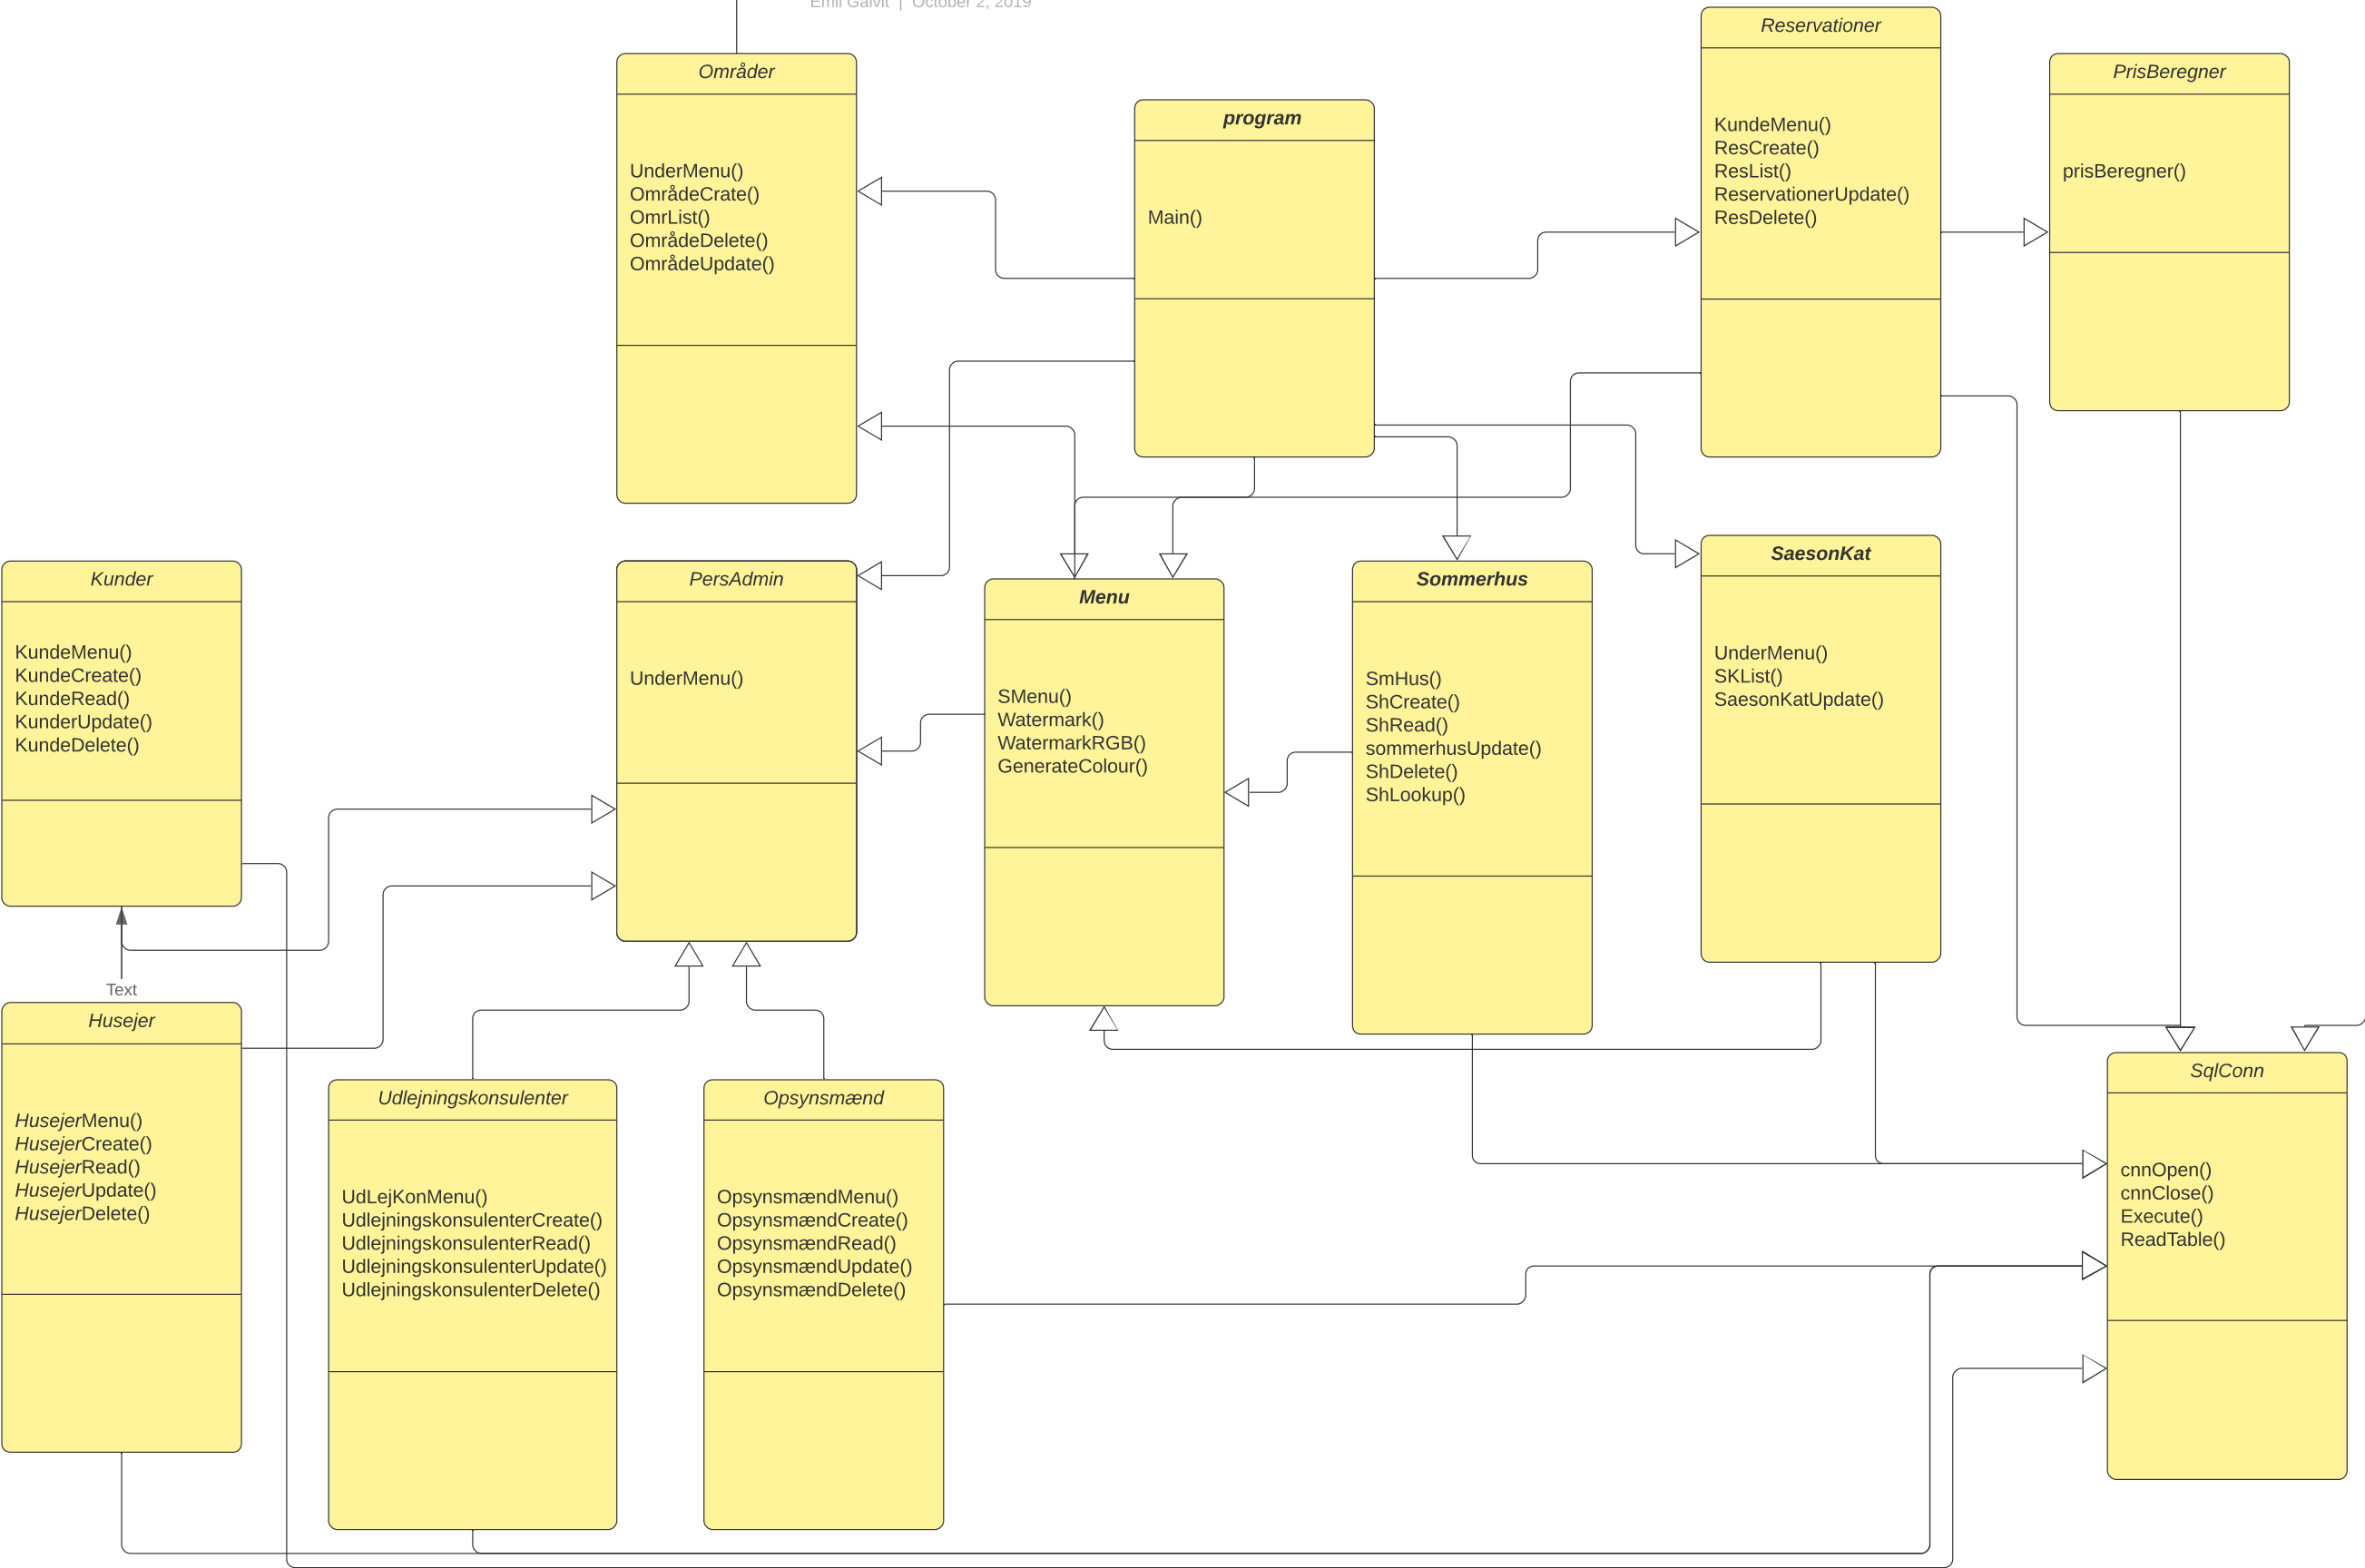 Emil Galvit | October 2, 2019
Områder
UnderMenu()
OmrådeCrate()
OmrList()
OmrådeDelete()
OmrådeUpdate()
program
Main()
Reservationer
KundeMenu()
ResCreate()
ResList()
ReservationerUpdate()
ResDelete()
PrisBeregner
prisBeregner()
Kunder
KundeMenu()
KundeCreate()
KundeRead()
KunderUpdate()
KundeDelete()
PersAdmin
UnderMenu()
Menu
SMenu()
Watermark()
WatermarkRGB()
GenerateColour()
Sommerhus
SmHus()
ShCreate()
ShRead()
sommerhusUpdate()
ShDelete()
ShLookup()
SaesonKat
UnderMenu()
SKList()
SaesonKatUpdate()
Text
Husejer
HusejerMenu()
HusejerCreate()
HusejerRead()
HusejerUpdate()
HusejerDelete()
Udlejningskonsulenter
UdLejKonMenu()
UdlejningskonsulenterCreate()
UdlejningskonsulenterRead()
UdlejningskonsulenterUpdate()
UdlejningskonsulenterDelete()
Opsynsmænd
OpsynsmændMenu()
OpsynsmændCreate()
OpsynsmændRead()
OpsynsmændUpdate()
OpsynsmændDelete()
SqlConn
cnnOpen()
cnnClose()
Execute()
ReadTable()